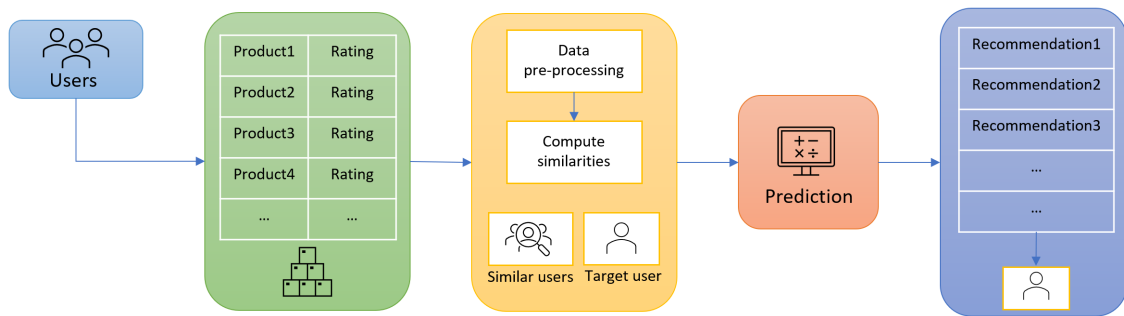 Users
Product1 Rating
Product2 Rating
Product3 Rating
Product4 Rating
... ...
Data
pre-processing
Compute
similarities
Similar users
Target user
Prediction
Recommendation1
Recommendation2
Recommendation3
...
...